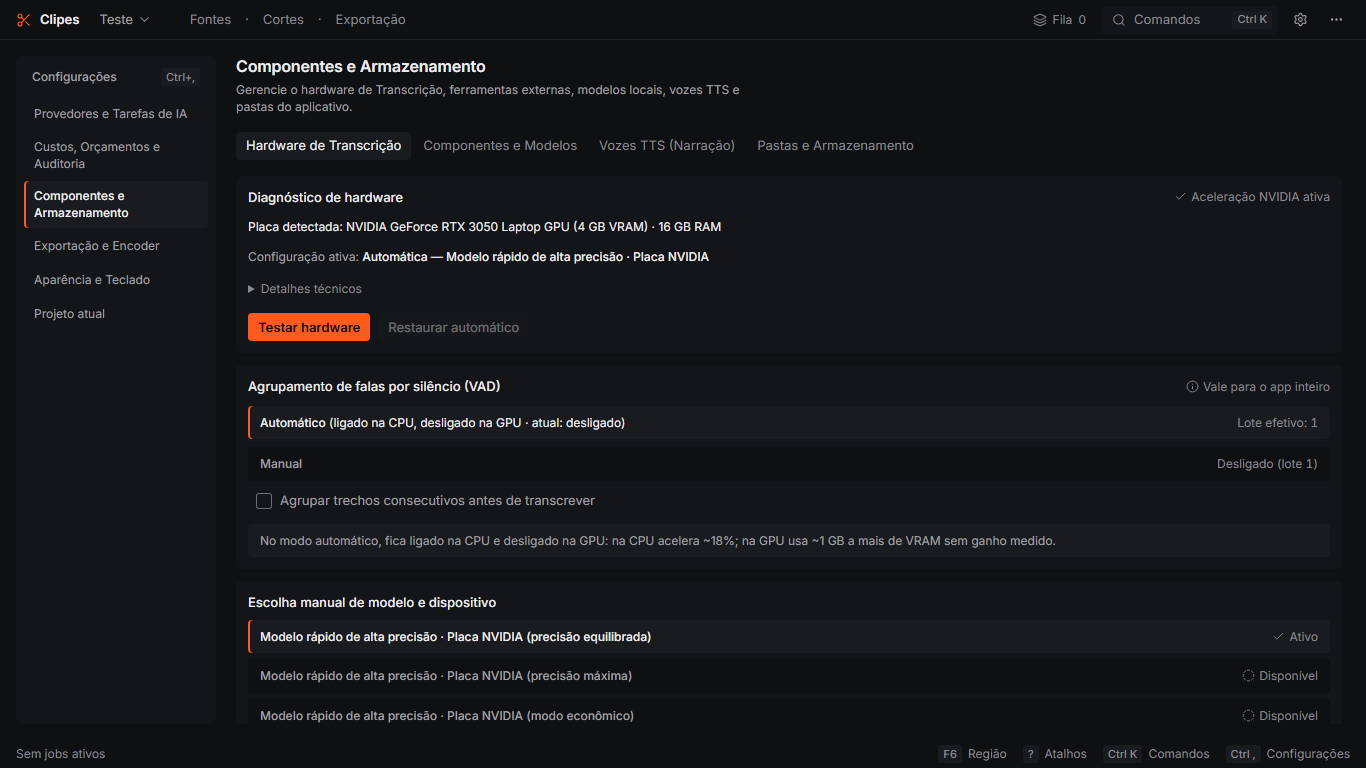 Clipes
Teste
Fontes · Cortes · Exportação
Fila 0
Comandos Ctrl K
Configurações Ctrl+,
Provedores e Tarefas de IA
Custos, Orçamentos e
Auditoria
Componentes e
Armazenamento
Exportação e Encoder
Aparência e Teclado
Projeto atual
Componentes e Armazenamento
Gerencie o hardware de Transcrição, ferramentas externas, modelos locais, vozes TTS e
pastas do aplicativo.
Hardware de Transcrição
Componentes e Modelos
Vozes TTS (Narração)
Pastas e Armazenamento
Diagnóstico de hardware
Aceleração NVIDIA ativa
Placa detectada: NVIDIA GeForce RTX 3050 Laptop GPU (4 GB VRAM) · 16 GB RAM
Configuração ativa: Automática — Modelo rápido de alta precisão · Placa NVIDIA
Detalhes técnicos
Testar hardware
Restaurar automático
Agrupamento de falas por silêncio (VAD)
Vale para o app inteiro
Automático (ligado na CPU, desligado na GPU · atual: desligado)
Lote efetivo: 1
Manual
Desligado (lote 1)
Agrupar trechos consecutivos antes de transcrever
No modo automático, fica ligado na CPU e desligado na GPU: na CPU acelera ~18%; na GPU usa ~1 GB a mais de VRAM sem ganho medido.
Escolha manual de modelo e dispositivo
Modelo rápido de alta precisão · Placa NVIDIA (precisão equilibrada)
Ativo
Modelo rápido de alta precisão · Placa NVIDIA (precisão máxima)
Disponível
Modelo rápido de alta precisão · Placa NVIDIA (modo econômico)
Disponível
Sem jobs ativos
F6 Região
? Atalhos
Ctrl K Comandos
Ctrl , Configurações